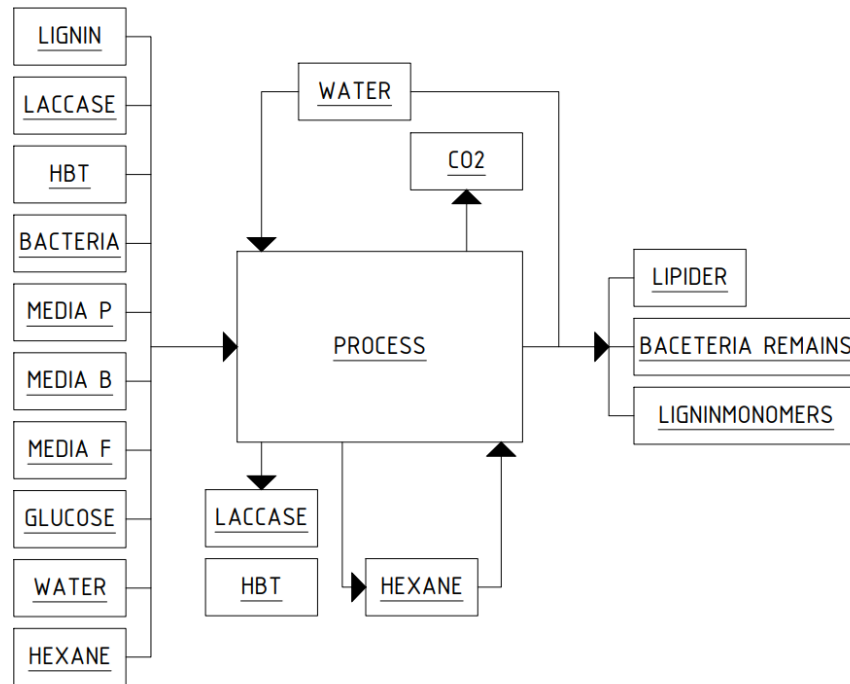 LIGNIN
LACCASE
HBT
BACTERIA
MEDIA P
MEDIA B
MEDIA F
GLUCOSE
WATER
HEXANE
WATER
CO2
PROCESS
LACCASE
HBT
HEXANE
LIPIDER
BACETERIA REMAINS
LIGNINMONOMERS